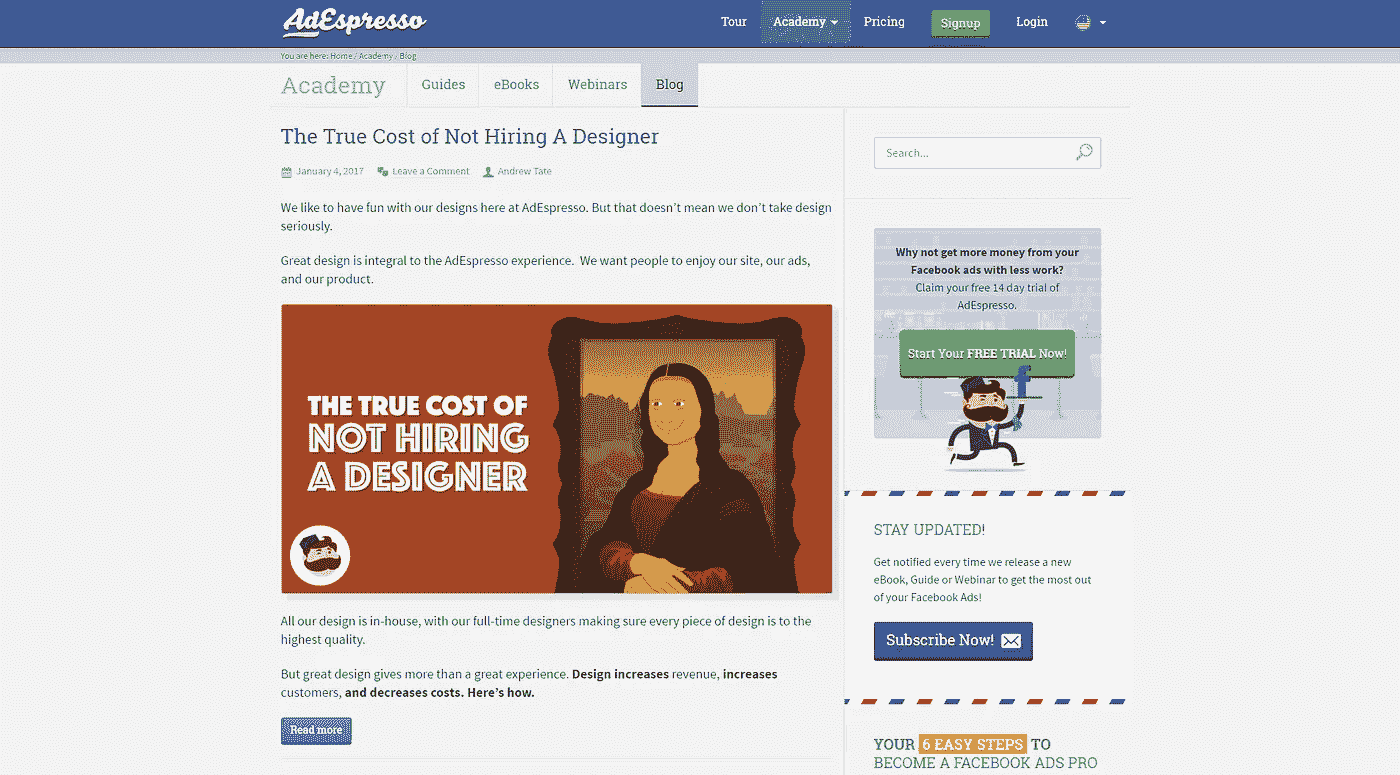 AdEspresso
Tour
Academy
Pricing
Signup
Login
You are here: Home / Academy / Blog
Academy
Guides
eBooks
Webinars
Blog
The True Cost of Not Hiring A Designer
January 4, 2017
Leave a Comment
Andrew Tate
We like to have fun with our designs here at AdEspresso. But that doesn't mean we don't take design
seriously.
Great design is integral to the AdEspresso experience. We want people to enjoy our site, our ads,
and our product.
THE TRUE COST OF
NOT HIRING
A DESIGNER
All our design is in-house, with our full-time designers making sure every piece of design is to the
highest quality.
But great design gives more than a great experience. Design increases revenue, increases
customers, and decreases costs. Here's how.
Read more
Search...
Why not get more money from your
Facebook ads with less work?
Claim your free 14 day trial of
AdEspresso.
Start Your FREE TRIAL Now!
f
STAY UPDATED!
Get notified every time we release a new
eBook, Guide or Webinar to get the most out
of your Facebook Ads!
Subscribe Now!
YOUR 6 EASY STEPS TO
BECOME A FACEBOOK ADS PRO